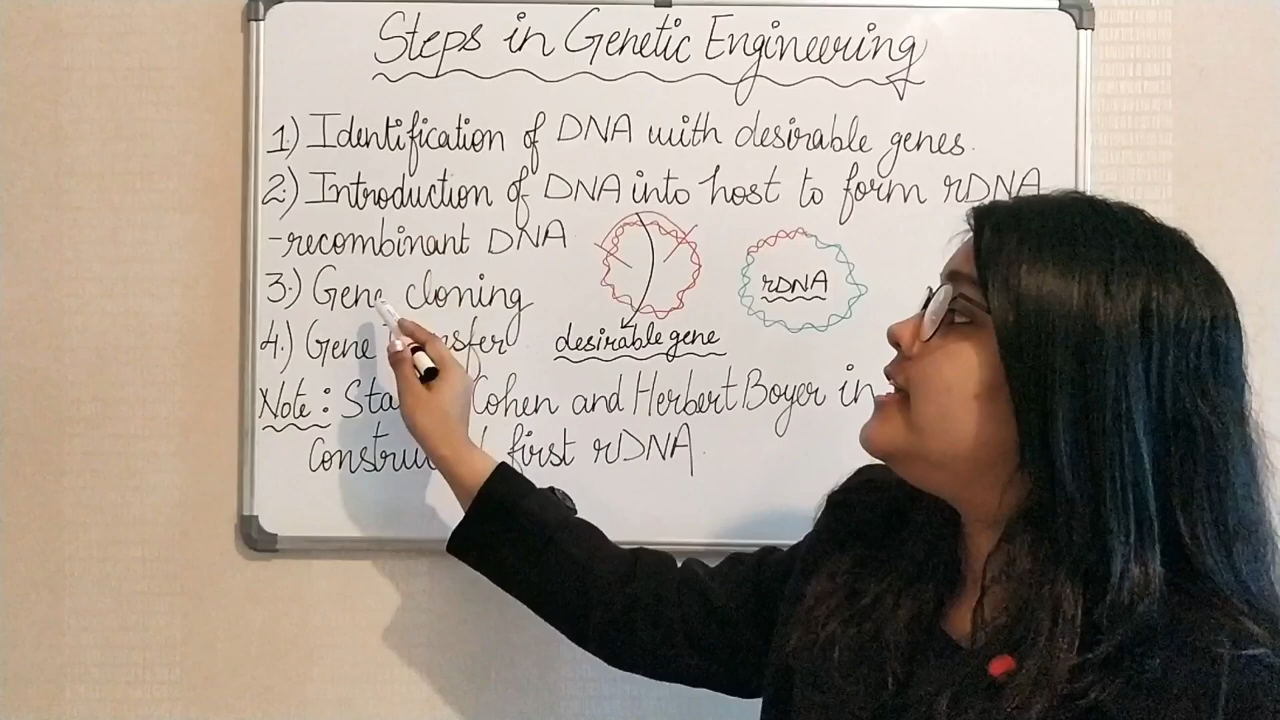 Steps in Genetic Engineering
1.) Identification of DNA with desirable genes.
2.) Introduction of DNA into host to form rDNA
-recombinant DNA
rDNA
3.) Gene cloning
4.) Gene
desirable gene
Note: Cohen and Herbert Boyer in
first rDNA.